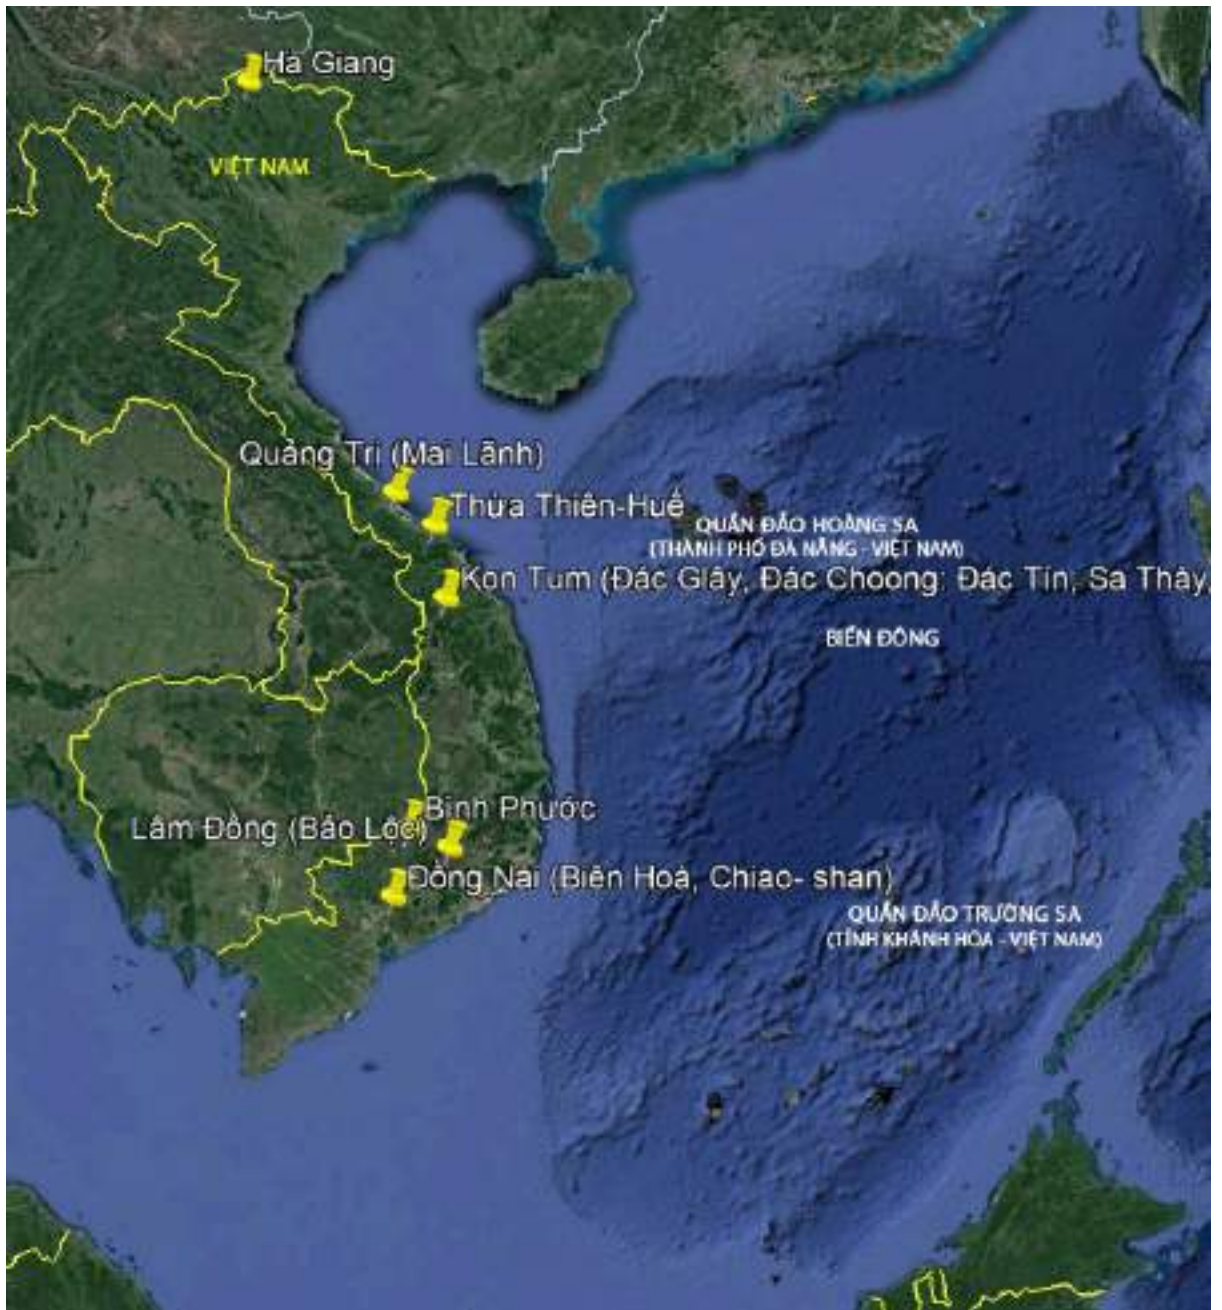 Hà Giang
VIỆT NAM
Quảng Trị (Mai Lãnh)
Thừa Thiên-Huế
QUẦN ĐẢO HOÀNG SA
(THÀNH PHỐ ĐÀ NẴNG - VIỆT NAM)
Kon Tum (Đác Glây, Đác Choong: Đác Tín, Sa Thầy,
BIỂN ĐÔNG
Bình Phước
Lâm Đồng (Bảo Lộc)
Đồng Nai (Biên Hoà, Chiao- shan)
QUẦN ĐẢO TRƯỜNG SA
(TỈNH KHÁNH HÒA - VIỆT NAM)